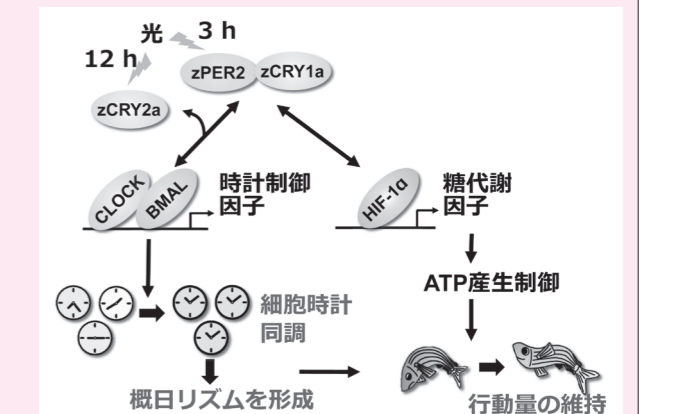 光
3 h
12 h
zPER2
zCRY1a
zCRY2a
CLOCK
BMAL
時計制御
因子
HIF-1α
糖代謝
因子
ATP産生制御
細胞時計
同調
概日リズムを形成
行動量の維持